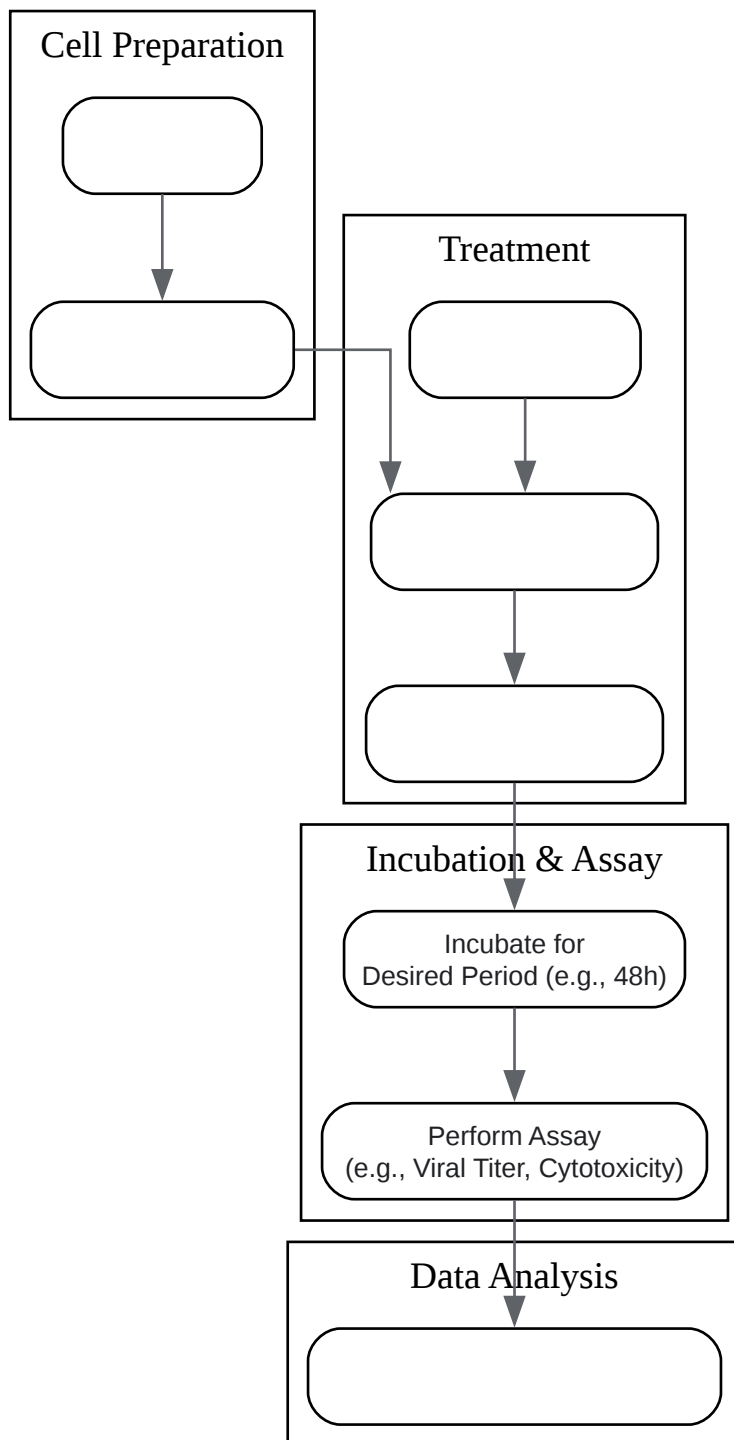 Cell Preparation
Treatment
Incubation & Assay
Incubate for
Desired Period (e.g., 48h)
Perform Assay
(e.g., Viral Titer, Cytotoxicity)
Data Analysis